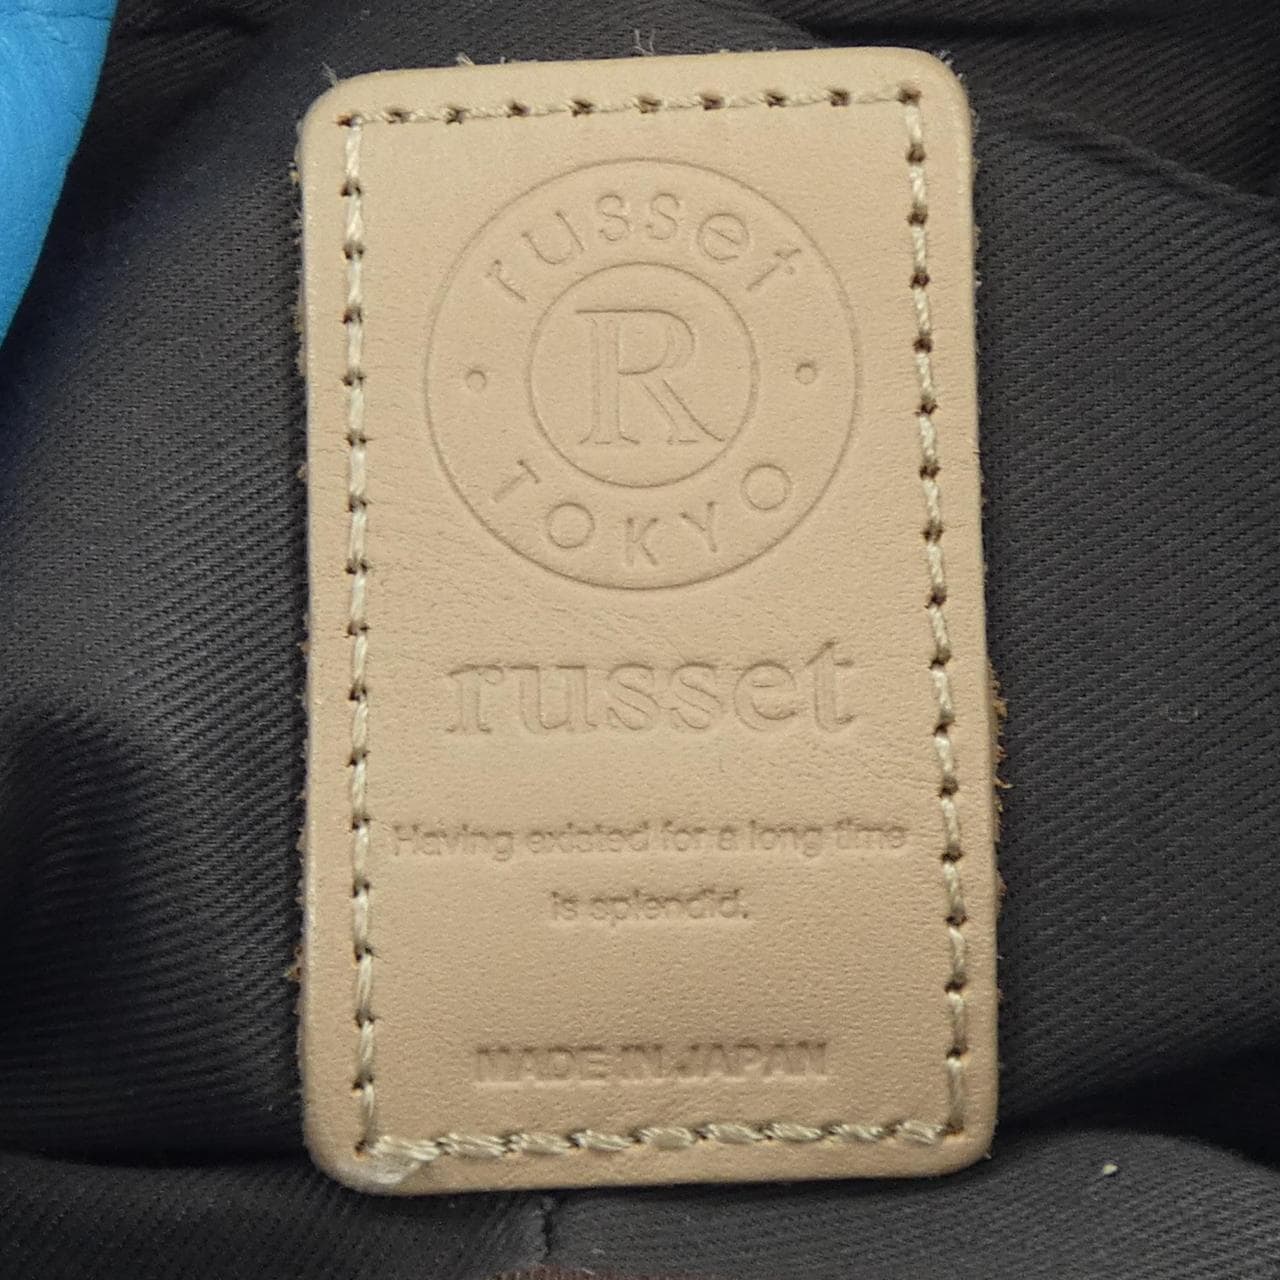 russet
R
TOKYO
russet
Having existed for a long time
is splendid.
MADE IN JAPAN